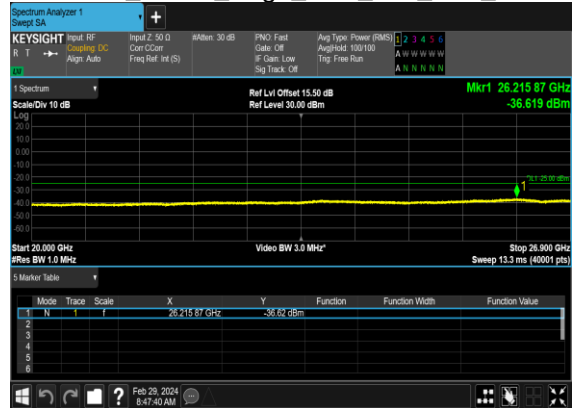 Spectrum Analyzer 1
Swept SA
+
KEYSIGHT
R T
LXI
Input: RF
Coupling: DC
Align: Auto
Input Z: 50 Ω
Corr CCorr
Freq Ref: Int (S)
#Atten: 30 dB
PNO: Fast
Gate: Off
IF Gain: Low
Sig Track: Off
Avg Type: Power (RMS)
Avg|Hold: 100/100
Trig: Free Run
1 2 3 4 5 6
A W W W W W
A N N N N N
1 Spectrum
Scale/Div 10 dB
Ref Lvl Offset 15.50 dB
Ref Level 30.00 dBm
Mkr1 26.215 87 GHz
-36.619 dBm
Log
20.0
10.0
0.00
-10.0
-20.0
-30.0
-40.0
-50.0
-60.0
1
Start 20.000 GHz
#Res BW 1.0 MHz
Video BW 3.0 MHz*
Stop 26.900 GHz
Sweep 13.3 ms (40001 pts)
5 Marker Table
Mode Trace Scale X Y Function Function Width Function Value
1 N 1 f 26.215 87 GHz -36.62 dBm
2
3
4
5
6
?
Feb 29, 2024
8:47:40 AM